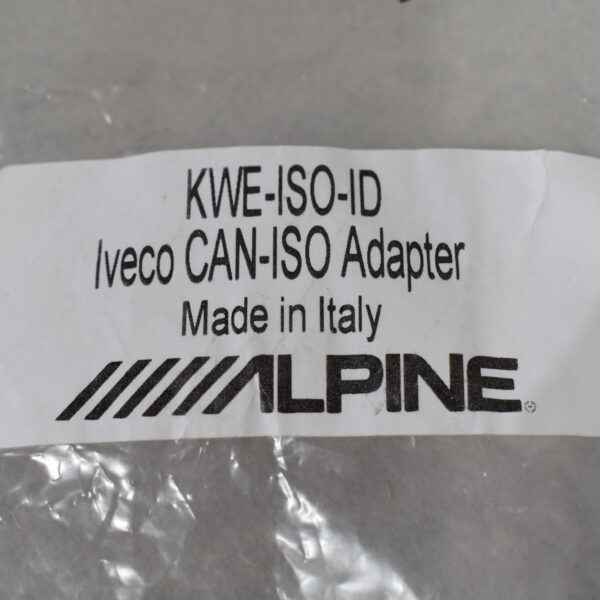 KWE-ISO-ID
Iveco CAN-ISO Adapter
Made in Italy
ALPINE